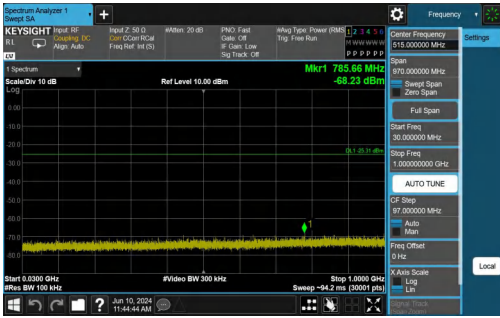 Spectrum Analyzer 1
Swept SA
Frequency
KEYSIGHT
Input: RF
Coupling: DC
Align: Auto
Input Z: 50 Ω
Corr CCorr RCal
Freq Ref: Int (S)
#Atten: 20 dB
PNO: Fast
Gate: Off
IF Gain: Low
Sig Track: Off
#Avg Type: Power (RMS)
Trig: Free Run
1 2 3 4 5 6
M W W W W W
P P P P P P
R L
1 Spectrum
Scale/Div 10 dB
Log
Ref Level 10.00 dBm
Mkr1 785.66 MHz
-68.23 dBm
0.00
-10.0
-20.0
-30.0
-40.0
-50.0
-60.0
-70.0
-80.0
DL1 -25.31 dBm
1
Start 0.0300 GHz
#Res BW 100 kHz
#Video BW 300 kHz
Stop 1.0000 GHz
Sweep ~94.2 ms (30001 pts)
Center Frequency
515.000000 MHz
Span
970.000000 MHz
Swept Span
Zero Span
Full Span
Start Freq
30.000000 MHz
Stop Freq
1.000000000 GHz
AUTO TUNE
CF Step
97.000000 MHz
Auto
Man
Freq Offset
0 Hz
X Axis Scale
Log
Lin
Signal Track
Settings
Local
?
Jun 10, 2024
11:44:44 AM